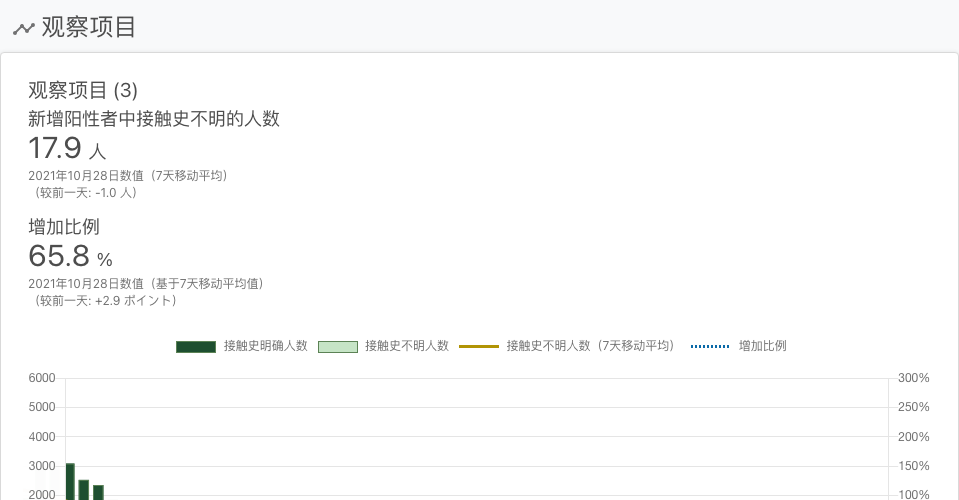 观察项目
观察项目 (3)
新增阳性者中接触史不明的人数
17.9 人
2021年10月28日数值（7天移动平均）
（较前一天: -1.0 人）
增加比例
65.8 %
2021年10月28日数值（基于7天移动平均值）
（较前一天: +2.9 ポイント）
接触史明确人数 接触史不明人数 接触史不明人数（7天移动平均） 增加比例
6000 300%
5000 250%
4000 200%
3000 150%
2000 100%